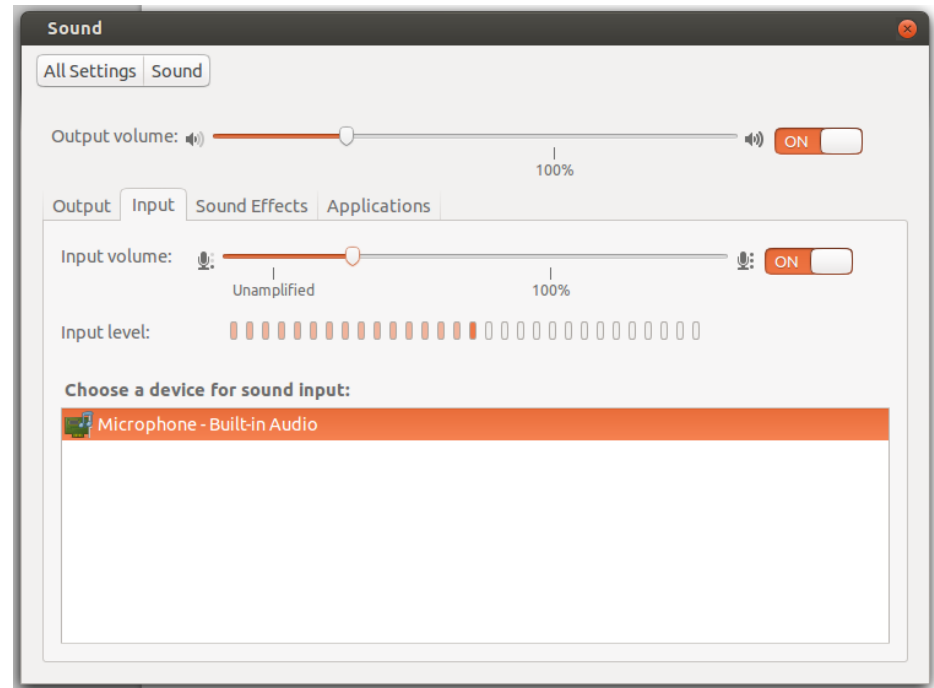 Sound
All Settings Sound
Output volume: ON
100%
Output Input Sound Effects Applications
Input volume: ON
Unamplified 100%
Input level:
Choose a device for sound input:
Microphone - Built-in Audio